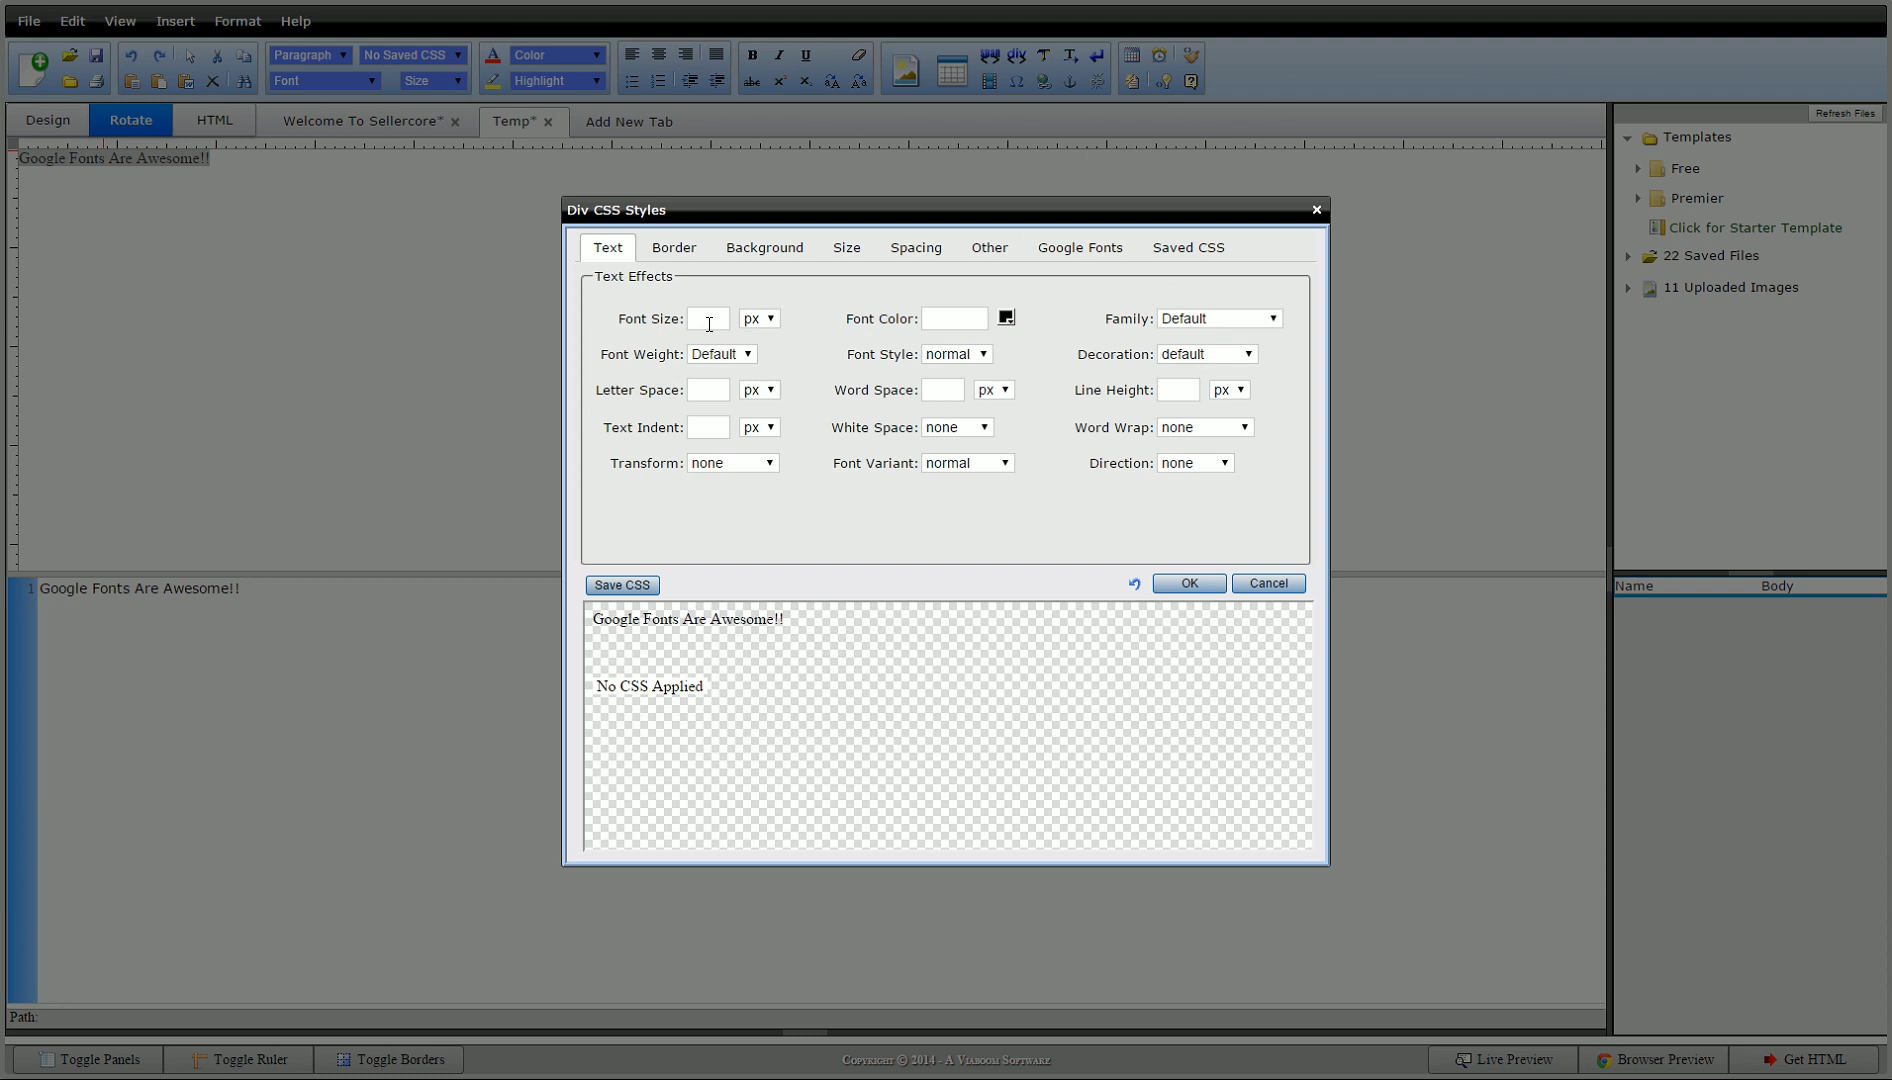 File Edit View Insert Format Help
Paragraph No Saved CSS Color
Font Size Highlight
Design Rotate HTML Welcome To Sellercore* Temp* Add New Tab
Refresh Files
Google Fonts Are Awesome!!
Templates
Free
Premier
Click for Starter Template
22 Saved Files
11 Uploaded Images
Div CSS Styles
Text Border Background Size Spacing Other Google Fonts Saved CSS
Text Effects
Font Size: px Font Color: Family: Default
Font Weight: Default Font Style: normal Decoration: default
Letter Space: px Word Space: px Line Height: px
Text Indent: px White Space: none Word Wrap: none
Transform: none Font Variant: normal Direction: none
Save CSS OK Cancel
Google Fonts Are Awesome!!
No CSS Applied
1 Google Fonts Are Awesome!!
Name Body
Path:
Toggle Panels Toggle Ruler Toggle Borders Copyright © 2014 - A Viaboom Software Live Preview Browser Preview Get HTML